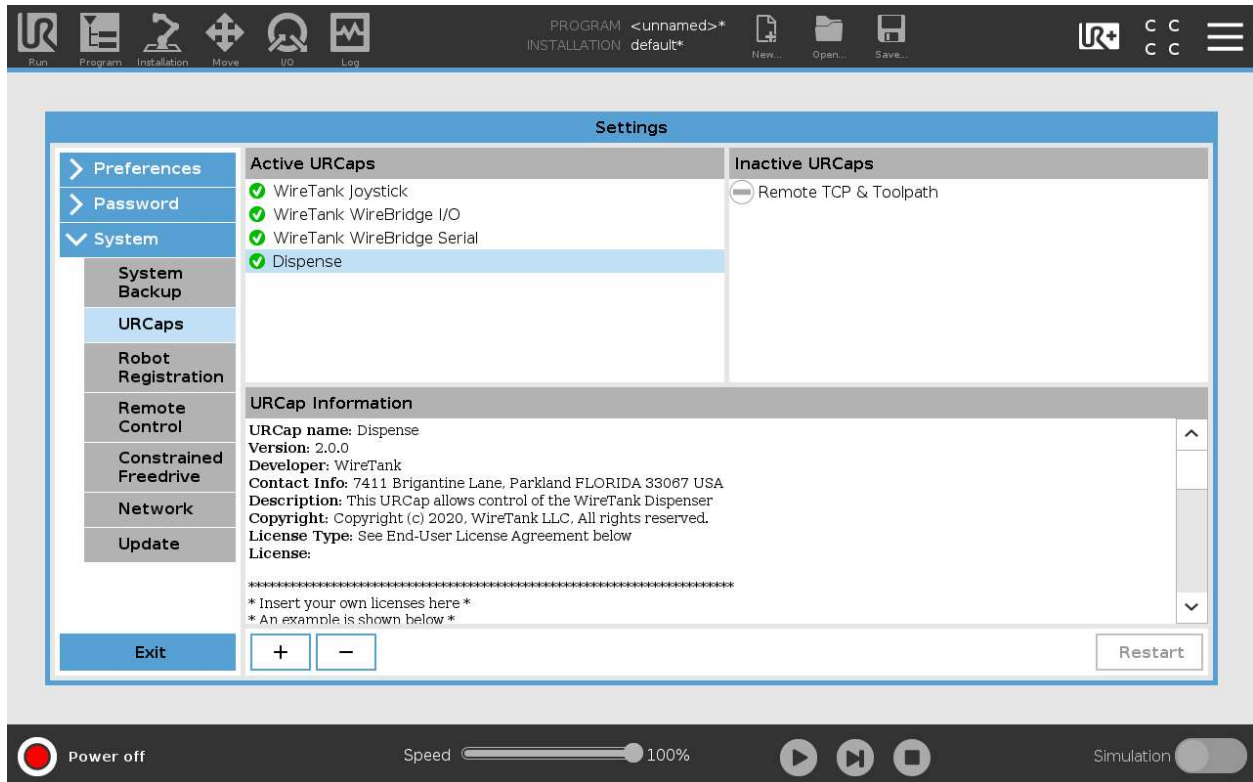 PROGRAM <unnamed>*
INSTALLATION default*
Run Program Installation Move I/O Log New... Open... Save...
UR+ C C
C C
Settings
Preferences
Password
System
System
Backup
URCaps
Robot
Registration
Remote
Control
Constrained
Freedrive
Network
Update
Exit
Active URCaps
WireTank Joystick
WireTank WireBridge I/O
WireTank WireBridge Serial
Dispense
Inactive URCaps
Remote TCP & Toolpath
URCap Information
URCap name: Dispense
Version: 2.0.0
Developer: WireTank
Contact Info: 7411 Brigantine Lane, Parkland FLORIDA 33067 USA
Description: This URCap allows control of the WireTank Dispenser
Copyright: Copyright (c) 2020, WireTank LLC, All rights reserved.
License Type: See End-User License Agreement below
License:
**********************************************************************
* Insert your own licenses here *
* An example is shown below *
+ −
Restart
Power off
Speed 100%
Simulation